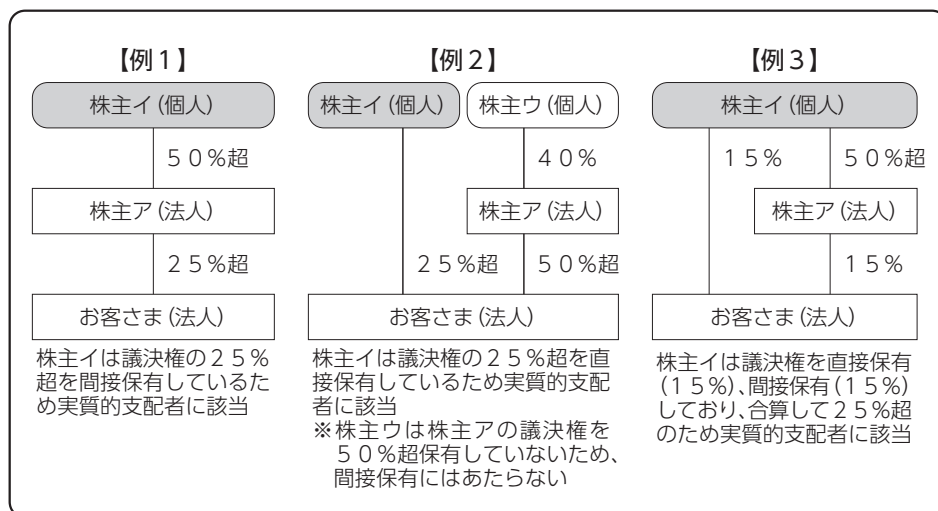 【例1】
株主イ(個人)
50%超
株主ア(法人)
25%超
お客さま(法人)
株主イは議決権の25%
超を間接保有しているた
め実質的支配者に該当
【例2】
株主イ(個人)
株主ウ(個人)
40%
株主ア(法人)
25%超
50%超
お客さま(法人)
株主イは議決権の25%超を直
接保有しているため実質的支配
者に該当
※株主ウは株主アの議決権を
50%超保有していないため、
間接保有にはあたらない
【例3】
株主イ(個人)
15%
50%超
株主ア(法人)
15%
お客さま(法人)
株主イは議決権を直接保有
(15%)、間接保有(15%)
しており、合算して25%超
のため実質的支配者に該当